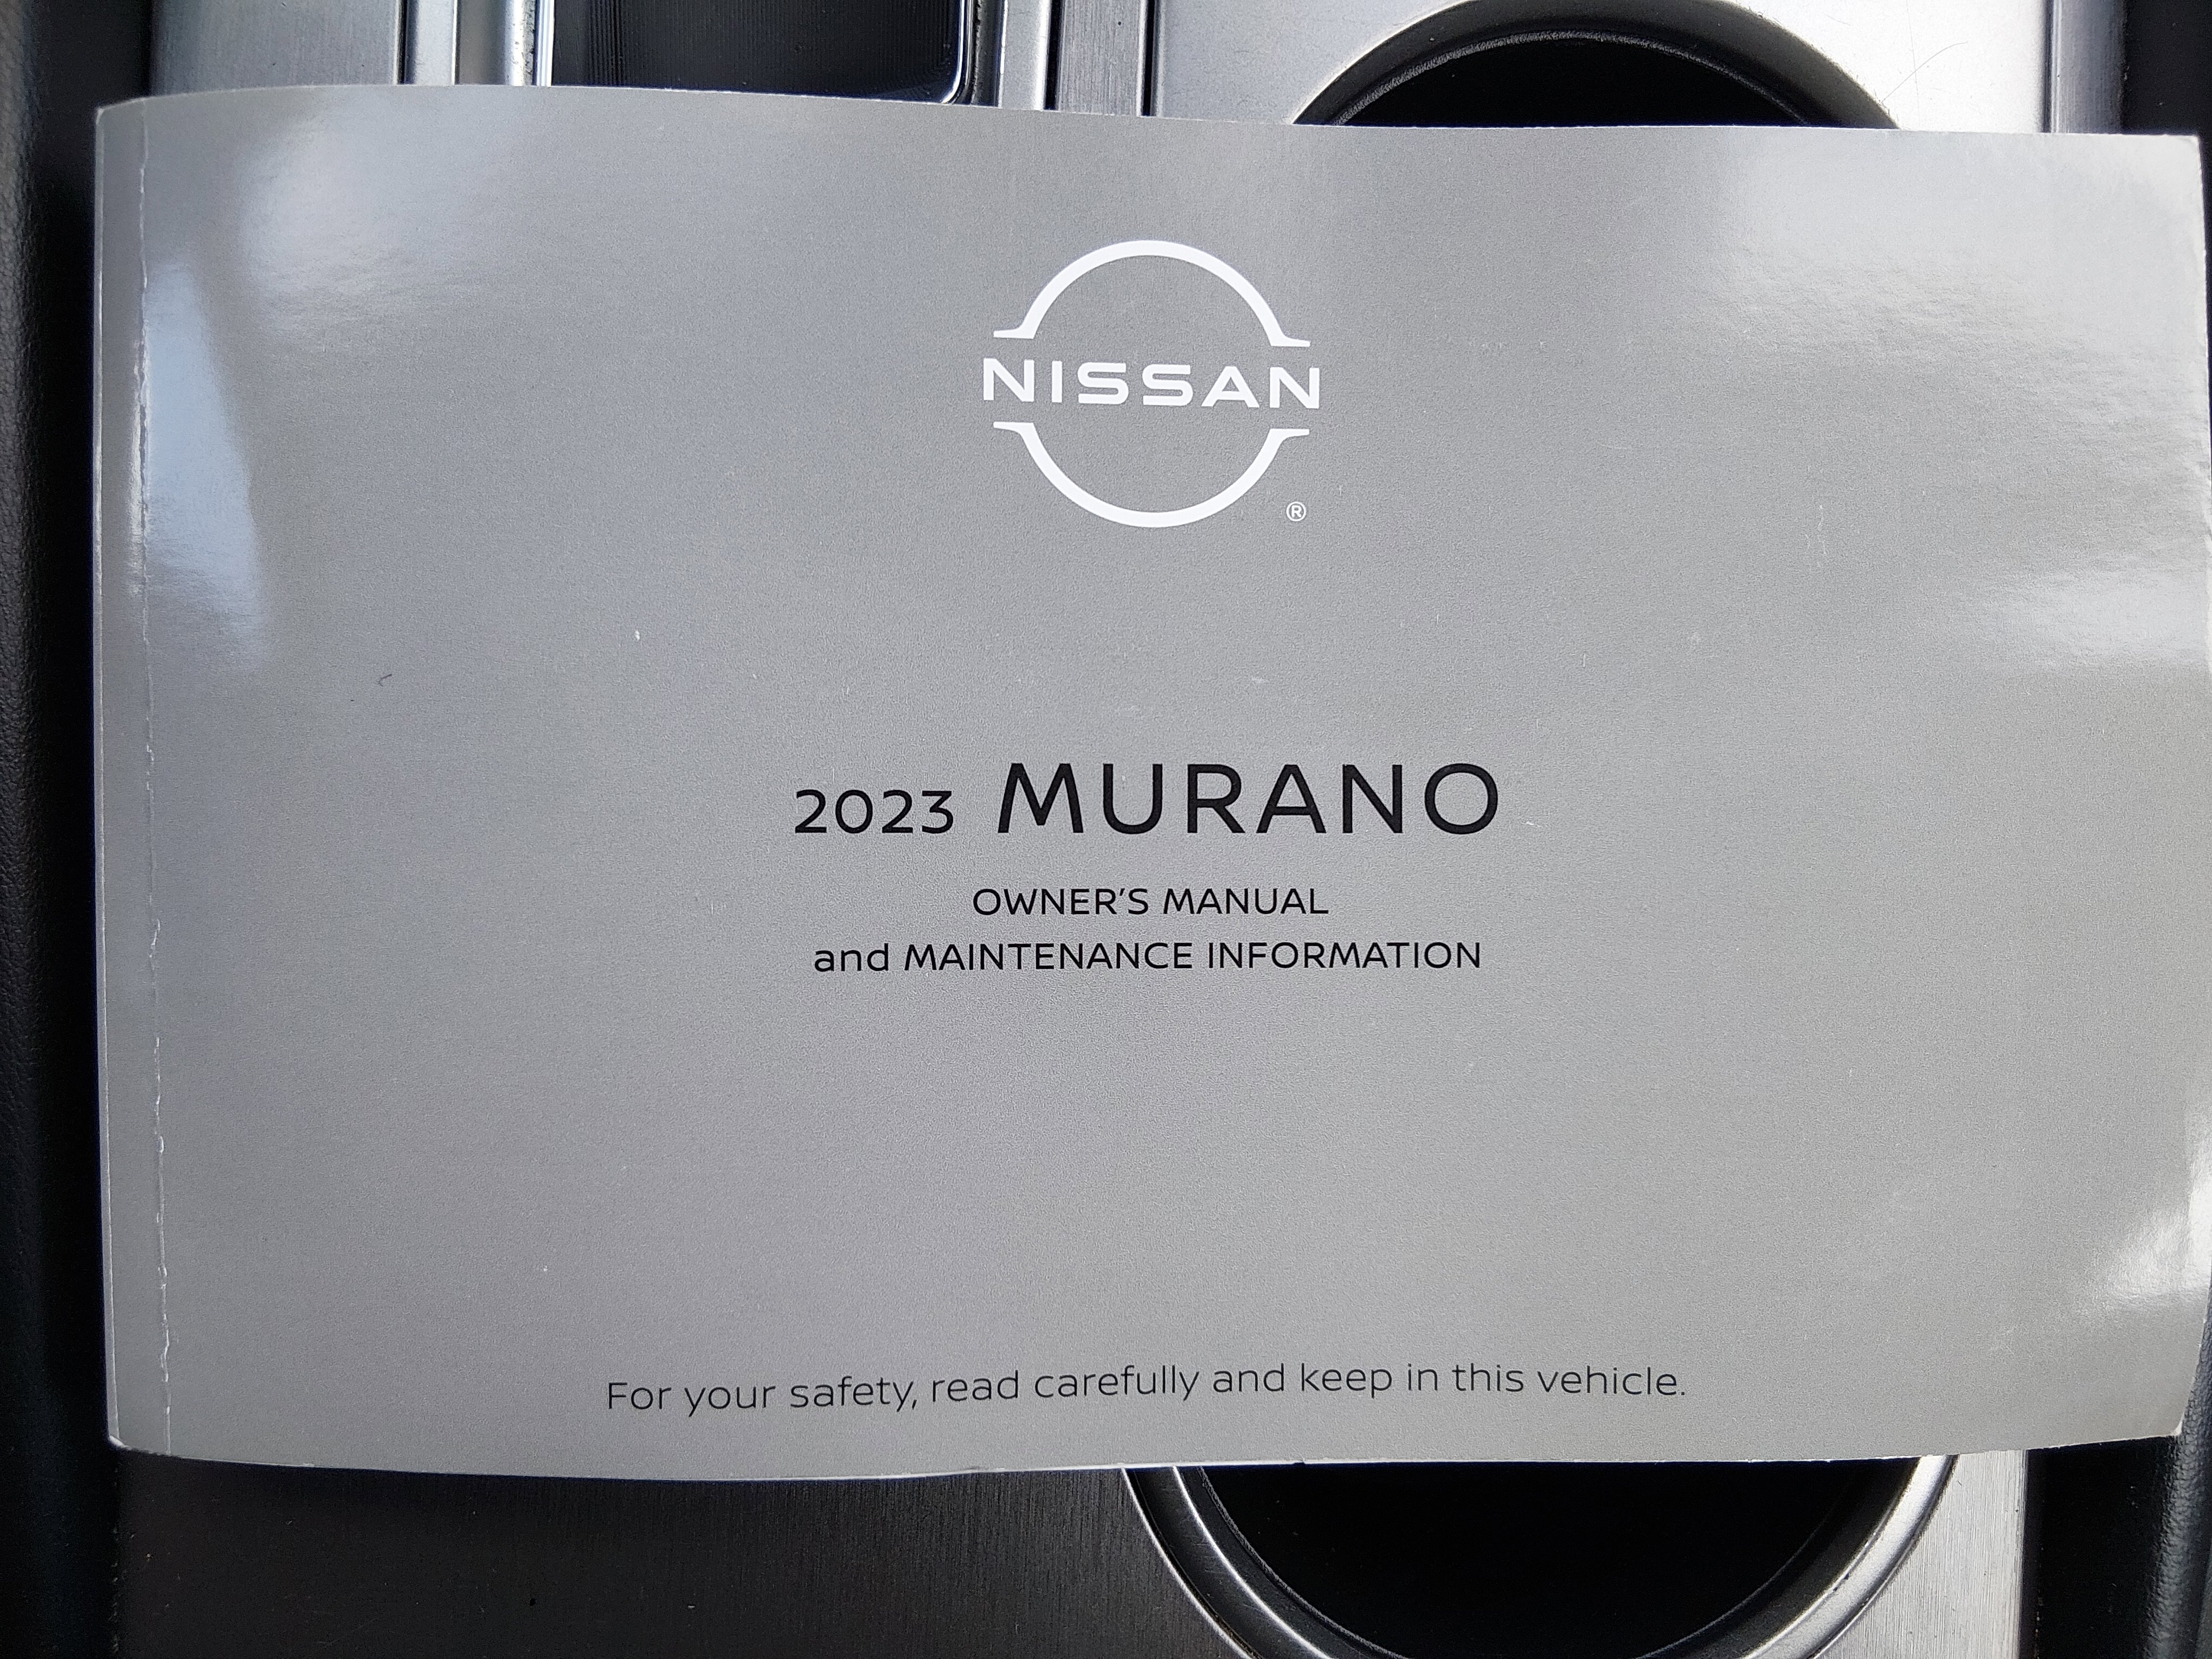 NISSAN
®
2023 MURANO
OWNER'S MANUAL
and MAINTENANCE INFORMATION
For your safety, read carefully and keep in this vehicle.